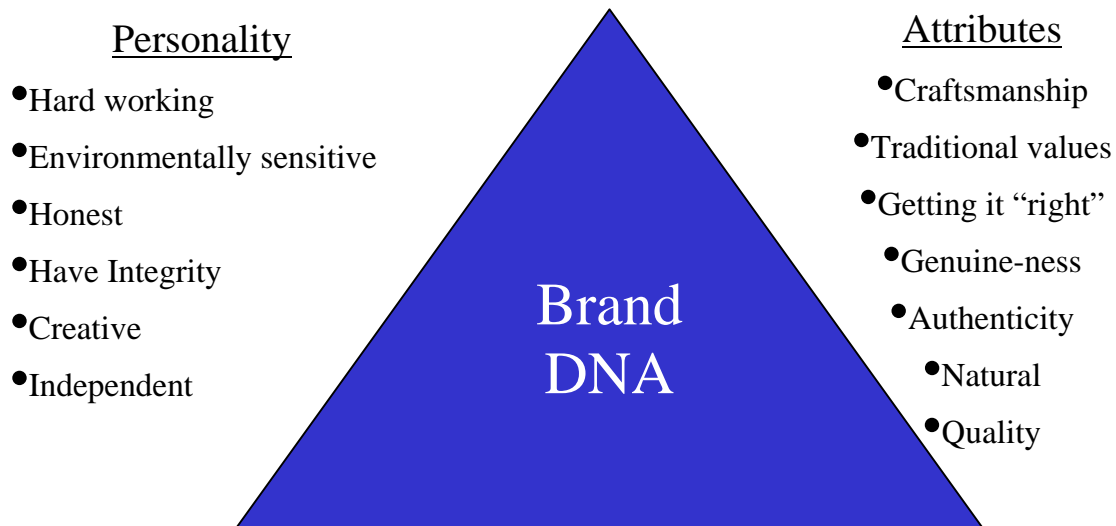 Personality
•Hard working
•Environmentally sensitive
•Honest
•Have Integrity
•Creative
•Independent
Brand
DNA
Attributes
•Craftsmanship
•Traditional values
•Getting it “right”
•Genuine-ness
•Authenticity
•Natural
•Quality